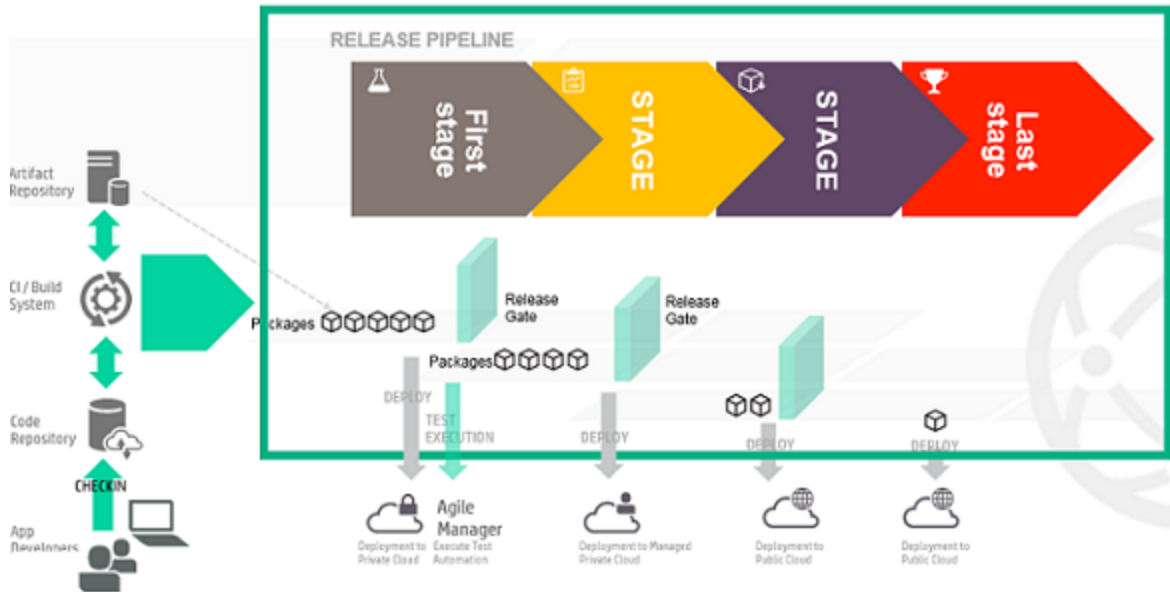 RELEASE PIPELINE
First
stage
STAGE
STAGE
Last
stage
Artifact
Repository
CI / Build
System
Release
Gate
Release
Gate
Packages
Packages
DEPLOY
TEST
EXECUTION
DEPLOY
DEPLOY
DEPLOY
Code
Repository
CHECKIN
App
Developers
Agile
Manager
Deployment to
Private Cloud
Execute Test
Automation
Deployment to Managed
Private Cloud
Deployment to
Public Cloud
Deployment to
Public Cloud